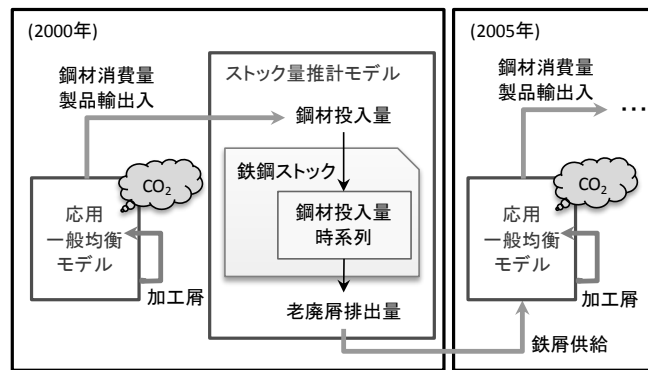 (2000年)
鋼材消費量
製品輸出入
ストック量推計モデル
鋼材投入量
鉄鋼ストック
鋼材投入量
時系列
老廃屑排出量
CO2
応用
一般均衡
モデル
加工屑
(2005年)
鋼材消費量
製品輸出入
…
CO2
応用
一般均衡
モデル
加工屑
鉄屑供給